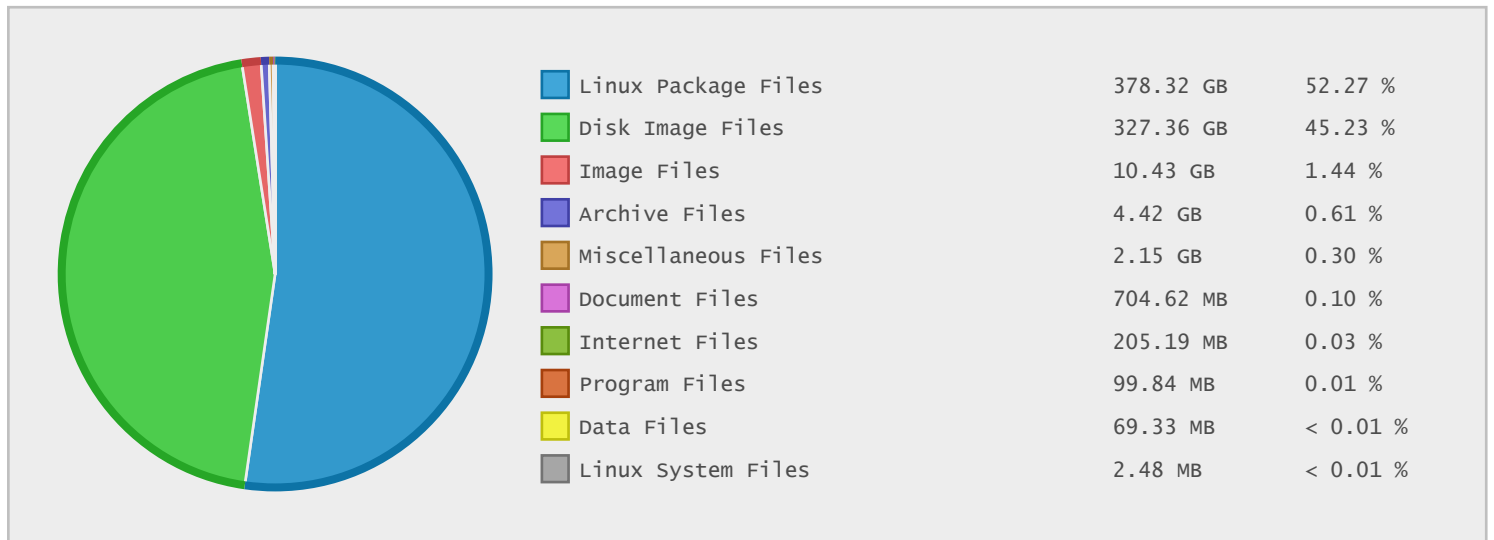 Linux Package Files 378.32 GB 52.27 %
Disk Image Files 327.36 GB 45.23 %
Image Files 10.43 GB 1.44 %
Archive Files 4.42 GB 0.61 %
Miscellaneous Files 2.15 GB 0.30 %
Document Files 704.62 MB 0.10 %
Internet Files 205.19 MB 0.03 %
Program Files 99.84 MB 0.01 %
Data Files 69.33 MB < 0.01 %
Linux System Files 2.48 MB < 0.01 %